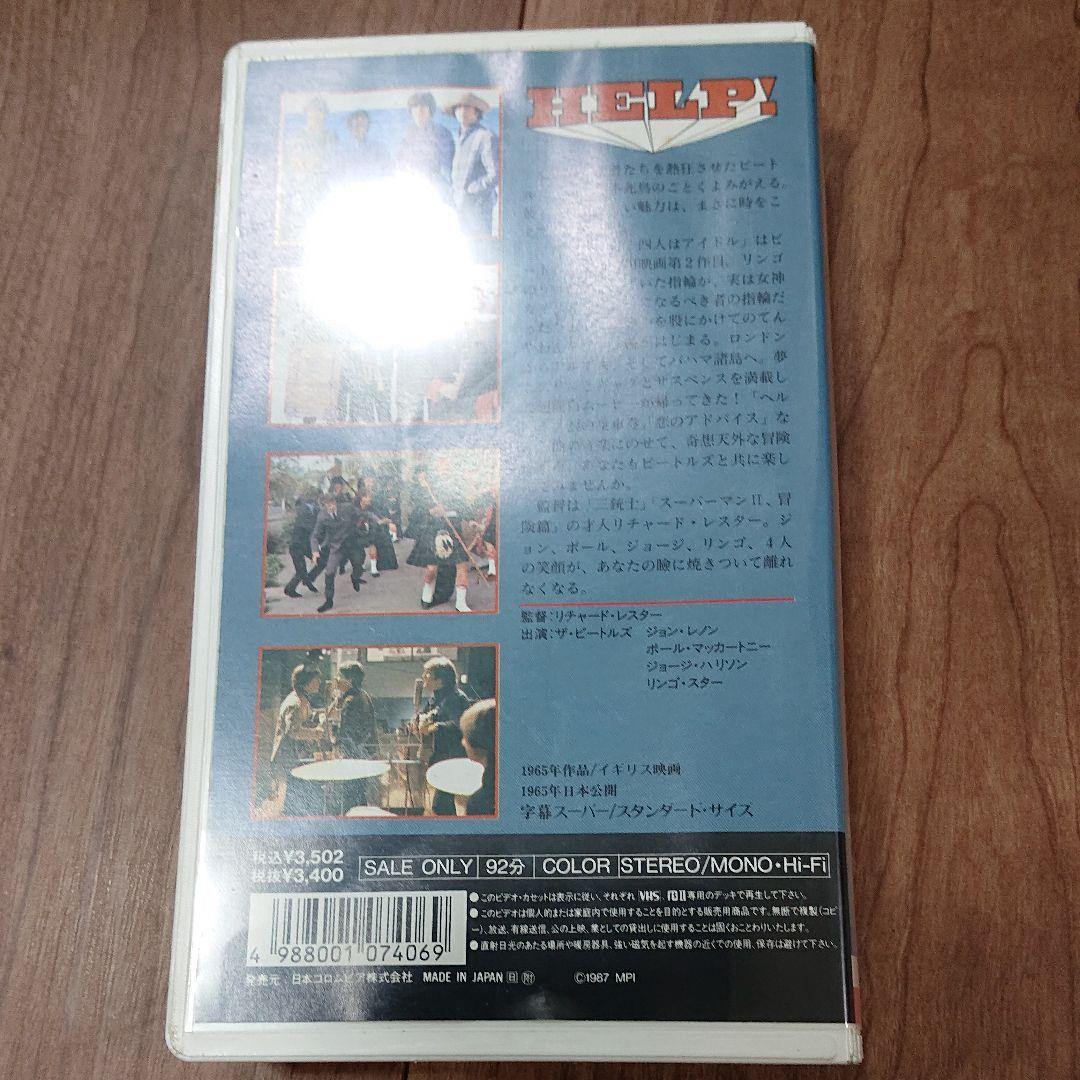 HELP!
たちを熱狂させたビート
鳥のごとくよみがえる。
い魅力は、まさに時をこ
四人はアイドル」はビ
映画第2作目。リンゴ
いた指輪が、実は女神
なるべき者の指輪だ
を股にかけてのてん
はじまる。ロンドン
そしてバハマ諸島へ。夢
とサスペンスを満載し
ムービーが帰ってきた!「ヘル
「恋のアドバイス」な
にのせて、奇想天外な冒険
あなたもビートルズと共に楽し
ませんか。
監督は「三銃士」「スーパーマンII、冒
険篇」の才人リチャード・レスター。ジ
ョン、ポール、ジョージ、リンゴ、4人
の笑顔が、あなたの瞼に焼きついて離れ
なくなる。
監督:リチャード・レスター
出演:ザ・ビートルズ ジョン・レノン
ポール・マッカートニー
ジョージ・ハリソン
リンゴ・スター
1965年作品/イギリス映画
1965年日本公開
字幕スーパー/スタンダード・サイズ
税込¥3,502
税抜¥3,400
SALE ONLY 92分 COLOR STEREO/MONO・Hi-Fi
●このビデオ・カセットは表示に従い、それぞれVHS、βII専用のデッキで再生して下さい。
●このビデオは個人的または家庭内で使用することを目的とする販売用商品です。無断で複製(コピ
ー)、放送、有線送信、公の上映、業としての貸出しに使用することは固くおことわりいたします。
●直射日光のあたる場所や暖房器具、強い磁気を起す機器の近くでの使用、保存は避けて下さい。
4 988001 074069
発売元:日本コロムビア株式会社 MADE IN JAPAN 日 附 ©1987 MPI